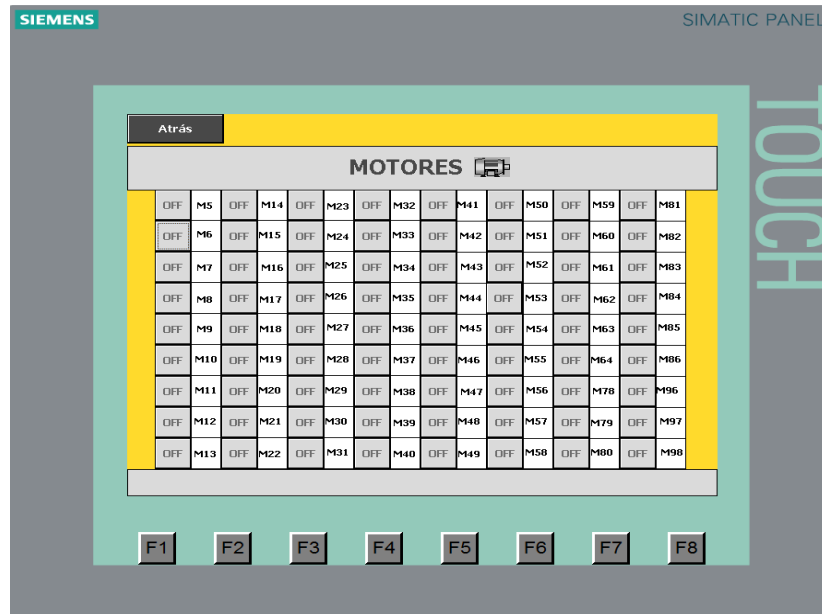 SIEMENS
SIMATIC PANEL
TOUCH
Atrás
MOTORES
OFF M5 OFF M14 OFF M23 OFF M32 OFF M41 OFF M50 OFF M59 OFF M81
OFF M6 OFF M15 OFF M24 OFF M33 OFF M42 OFF M51 OFF M60 OFF M82
OFF M7 OFF M16 OFF M25 OFF M34 OFF M43 OFF M52 OFF M61 OFF M83
OFF M8 OFF M17 OFF M26 OFF M35 OFF M44 OFF M53 OFF M62 OFF M84
OFF M9 OFF M18 OFF M27 OFF M36 OFF M45 OFF M54 OFF M63 OFF M85
OFF M10 OFF M19 OFF M28 OFF M37 OFF M46 OFF M55 OFF M64 OFF M86
OFF M11 OFF M20 OFF M29 OFF M38 OFF M47 OFF M56 OFF M78 OFF M96
OFF M12 OFF M21 OFF M30 OFF M39 OFF M48 OFF M57 OFF M79 OFF M97
OFF M13 OFF M22 OFF M31 OFF M40 OFF M49 OFF M58 OFF M80 OFF M98
F1 F2 F3 F4 F5 F6 F7 F8